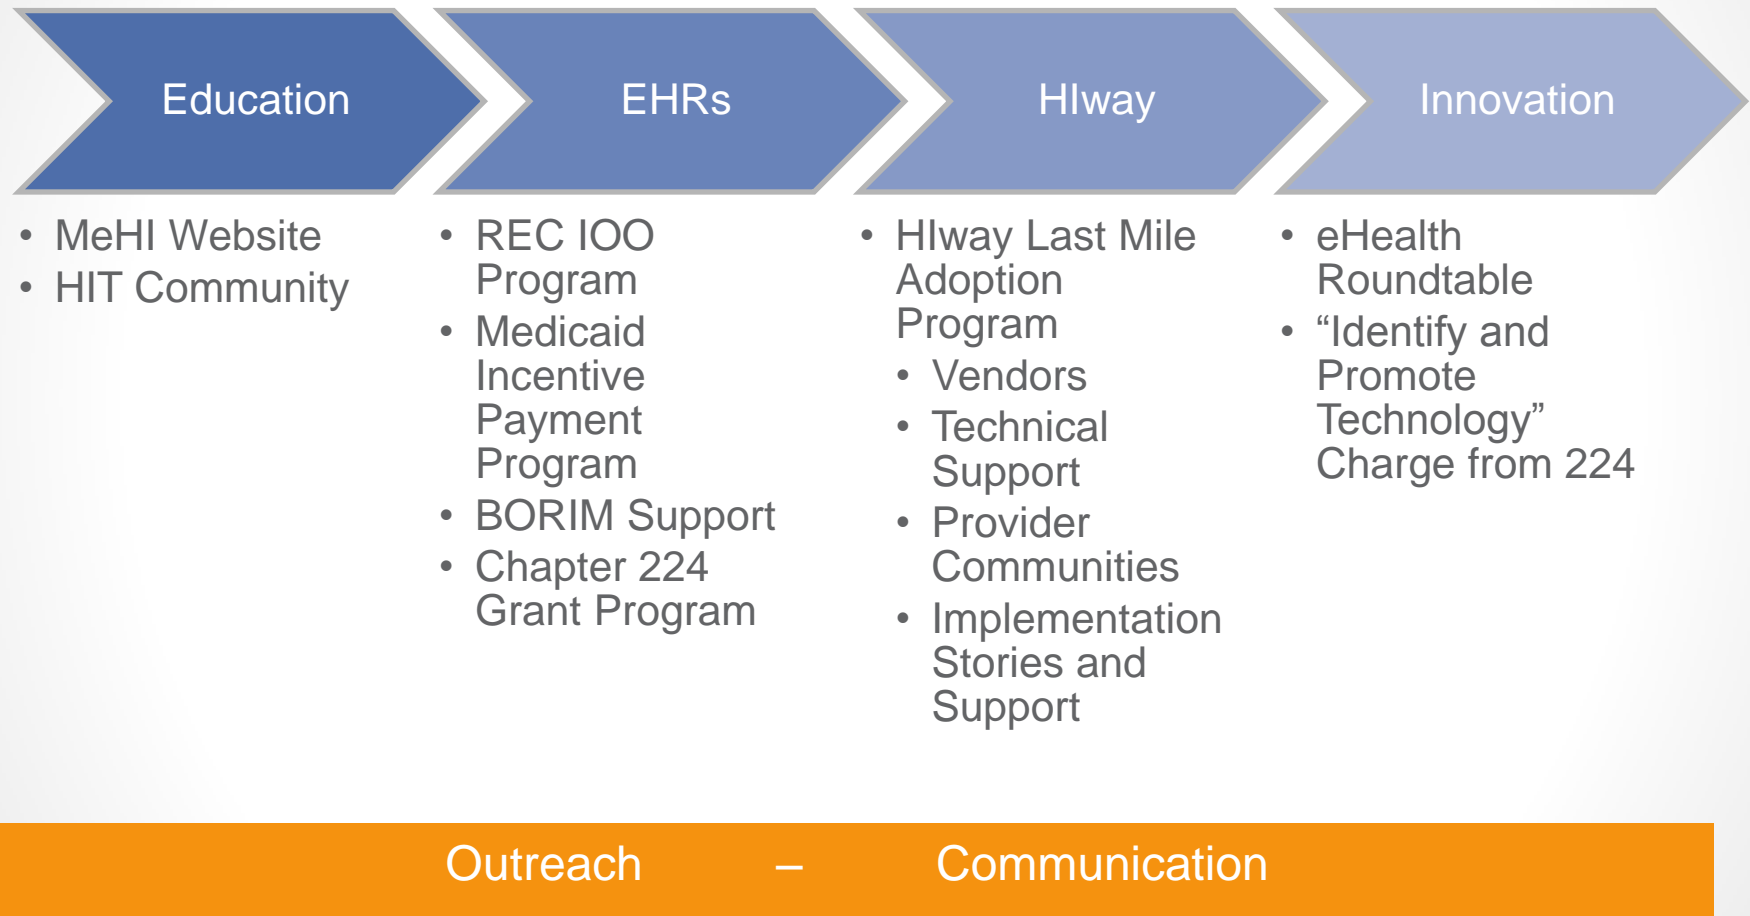 Education
EHRs
HIway
Innovation
• MeHI Website
• HIT Community
• REC IOO
Program
• Medicaid
Incentive
Payment
Program
• BORIM Support
• Chapter 224
Grant Program
• HIway Last Mile
Adoption
Program
• Vendors
• Technical
Support
• Provider
Communities
• Implementation
Stories and
Support
• eHealth
Roundtable
• “Identify and
Promote
Technology”
Charge from 224
Outreach – Communication